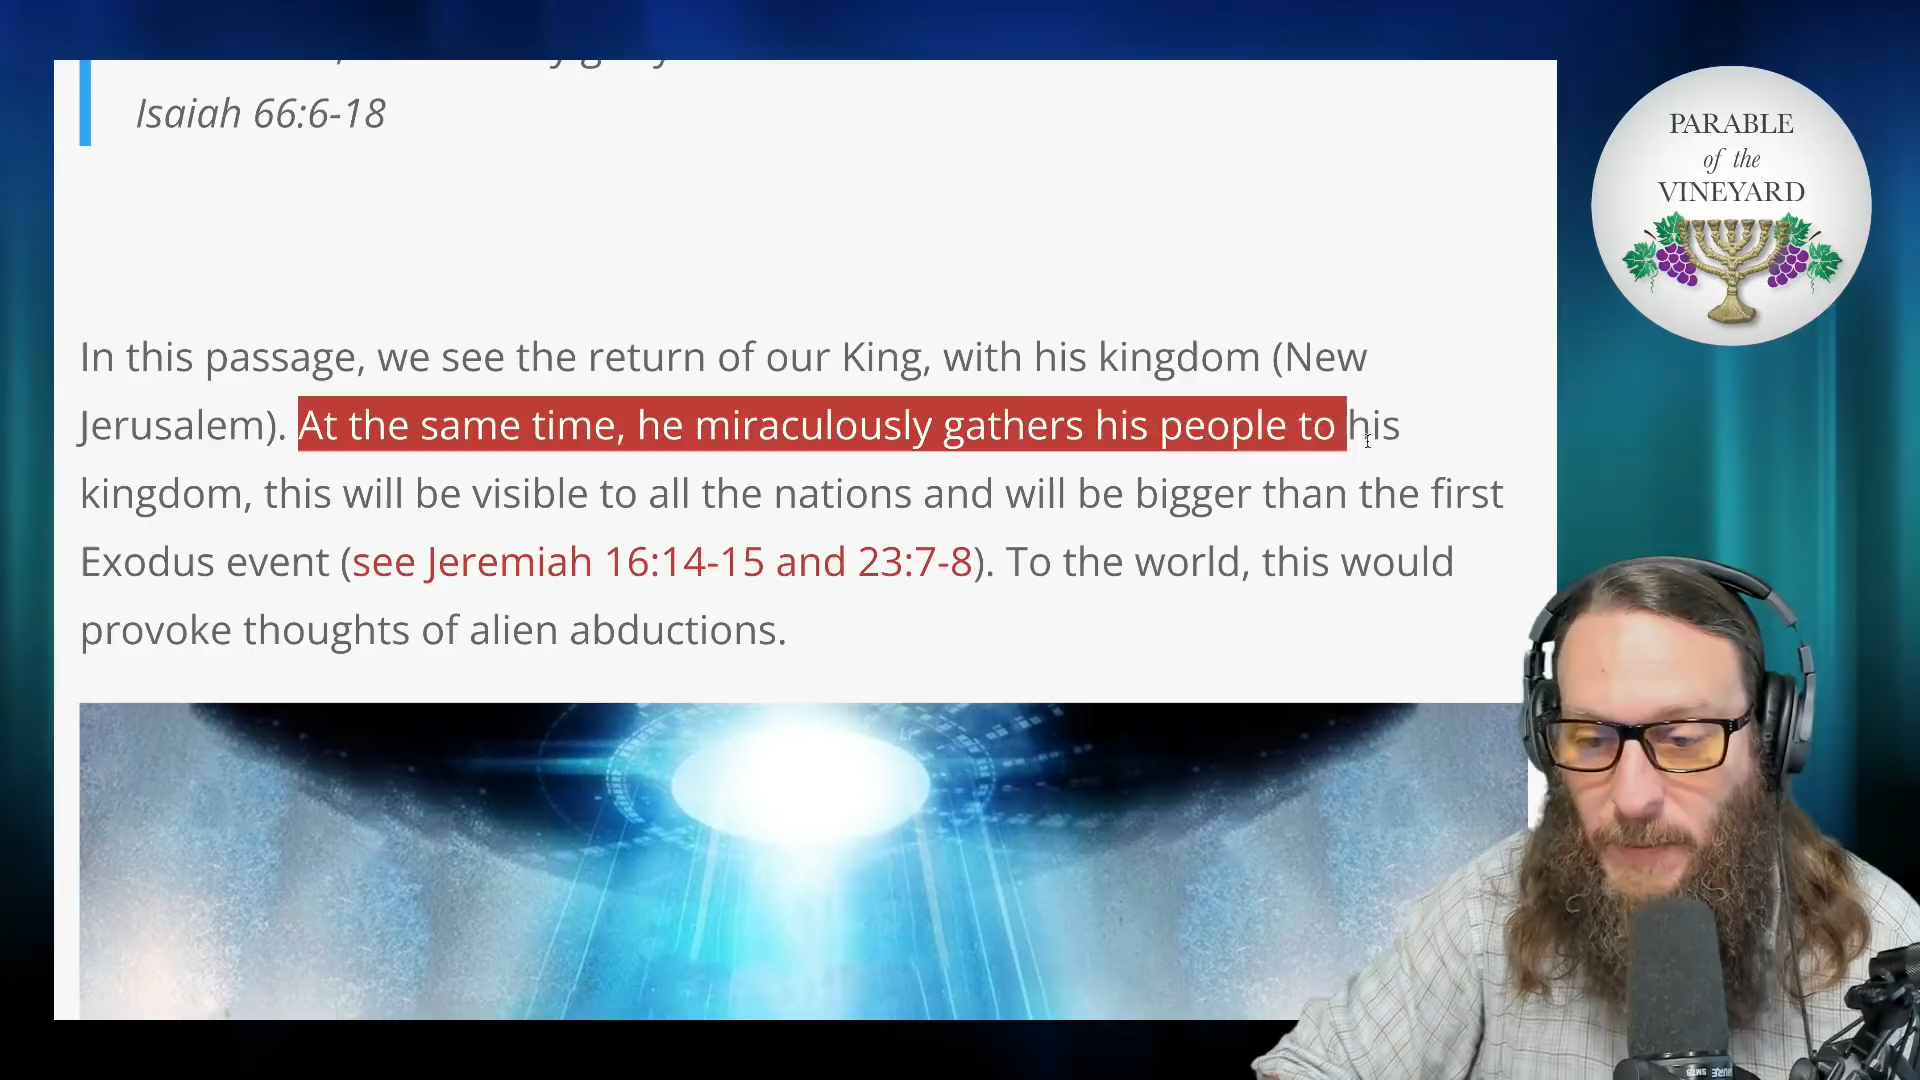 Isaiah 66:6-18
PARABLE
of the
VINEYARD
In this passage, we see the return of our King, with his kingdom (New
Jerusalem). At the same time, he miraculously gathers his people to his
kingdom, this will be visible to all the nations and will be bigger than the first
Exodus event (see Jeremiah 16:14-15 and 23:7-8). To the world, this would
provoke thoughts of alien abductions.